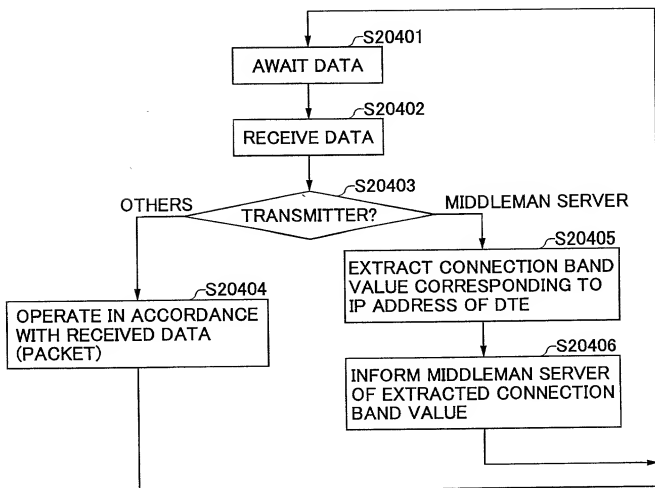 S20401
AWAIT DATA
S20402
RECEIVE DATA
S20403
TRANSMITTER?
OTHERS
MIDDLEMAN SERVER
S20404
OPERATE IN ACCORDANCE
WITH RECEIVED DATA
(PACKET)
S20405
EXTRACT CONNECTION BAND
VALUE CORRESPONDING TO
IP ADDRESS OF DTE
S20406
INFORM MIDDLEMAN SERVER
OF EXTRACTED CONNECTION
BAND VALUE